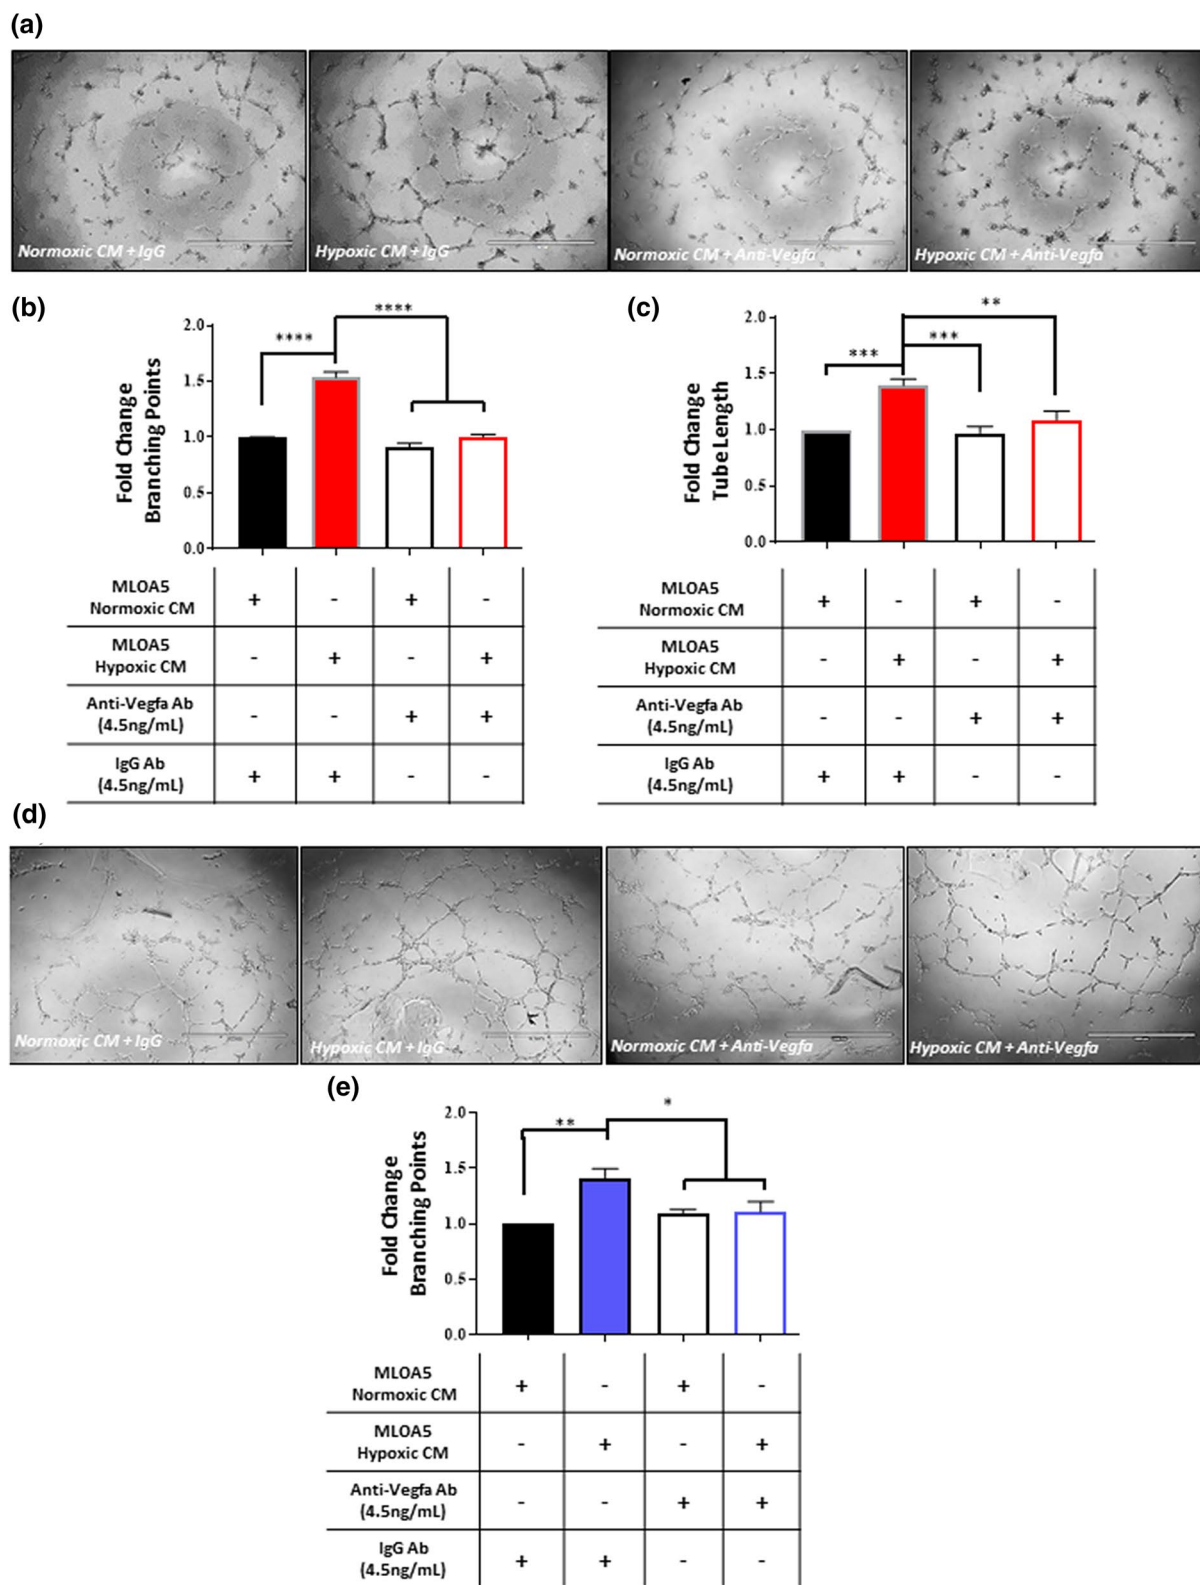 (a)
Normoxic CM + IgG
Hypoxic CM + IgG
Normoxic CM + Anti-Vegfa
Hypoxic CM + Anti-Vegfa
(b)
Fold Change
Branching Points
2.0
1.5
1.0
0.5
0.0
****
****
MLOA5
Normoxic CM
+ - + -
MLOA5
Hypoxic CM
- + - +
Anti-Vegfa Ab
(4.5ng/mL)
- - + +
IgG Ab
(4.5ng/mL)
+ + - -
(c)
Fold Change
Tube Length
2.0
1.5
1.0
0.5
0.0
***
***
**
MLOA5
Normoxic CM
+ - + -
MLOA5
Hypoxic CM
- + - +
Anti-Vegfa Ab
(4.5ng/mL)
- - + +
IgG Ab
(4.5ng/mL)
+ + - -
(d)
Normoxic CM + IgG
Hypoxic CM + IgG
Normoxic CM + Anti-Vegfa
Hypoxic CM + Anti-Vegfa
(e)
Fold Change
Branching Points
2.0
1.5
1.0
0.5
0.0
**
*
MLOA5
Normoxic CM
+ - + -
MLOA5
Hypoxic CM
- + - +
Anti-Vegfa Ab
(4.5ng/mL)
- - + +
IgG Ab
(4.5ng/mL)
+ + - -